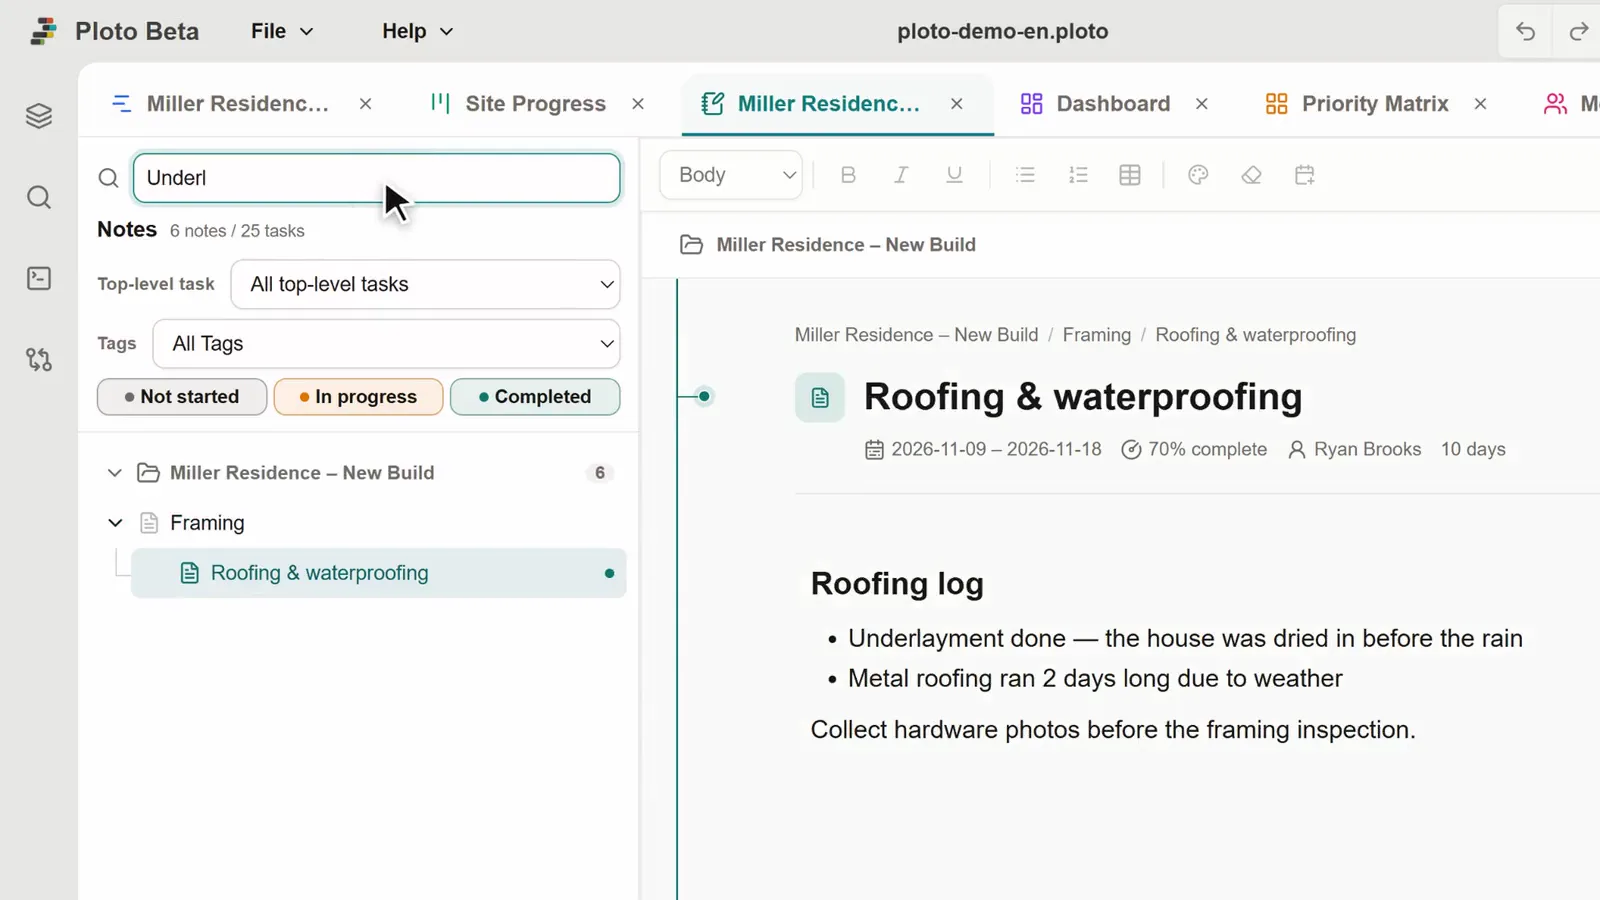 Ploto Beta File Help ploto-demo-en.ploto
Miller Residenc... Site Progress Miller Residenc... Dashboard Priority Matrix
Underl
Notes 6 notes / 25 tasks
Top-level task All top-level tasks
Tags All Tags
Not started In progress Completed
Miller Residence – New Build 6
Framing
Roofing & waterproofing
Body B I U
Miller Residence – New Build
Miller Residence – New Build / Framing / Roofing & waterproofing
Roofing & waterproofing
2026-11-09 – 2026-11-18 70% complete Ryan Brooks 10 days
Roofing log
• Underlayment done — the house was dried in before the rain
• Metal roofing ran 2 days long due to weather
Collect hardware photos before the framing inspection.